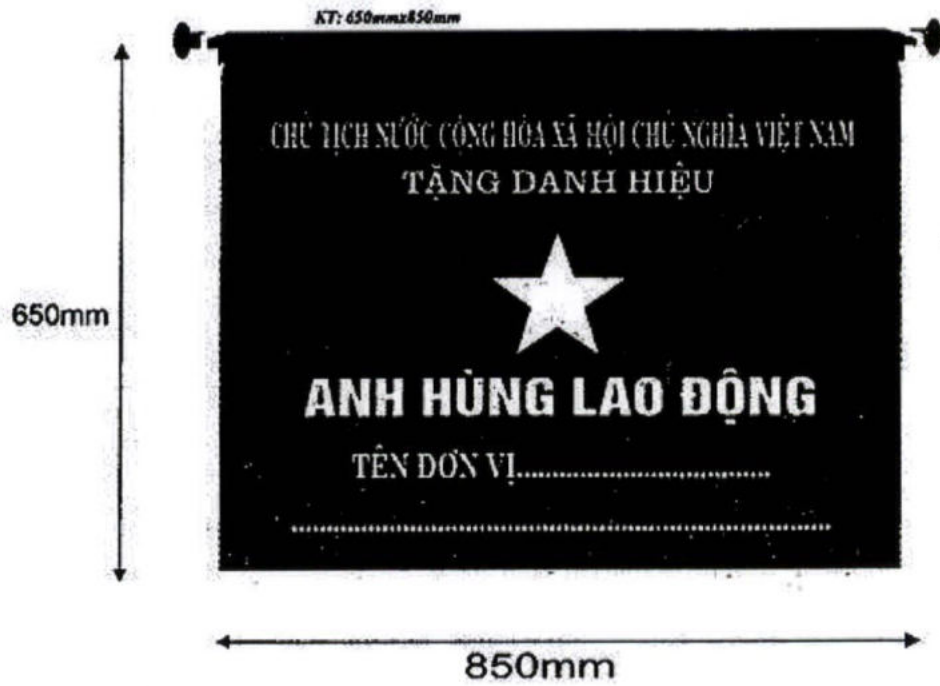 KT: 650mmx850mm
CHỦ TỊCH NƯỚC CỘNG HÒA XÃ HỘI CHỦ NGHĨA VIỆT NAM
TẶNG DANH HIỆU
650mm
ANH HÙNG LAO ĐỘNG
TÊN ĐƠN VỊ...................................
...........................................................................
850mm